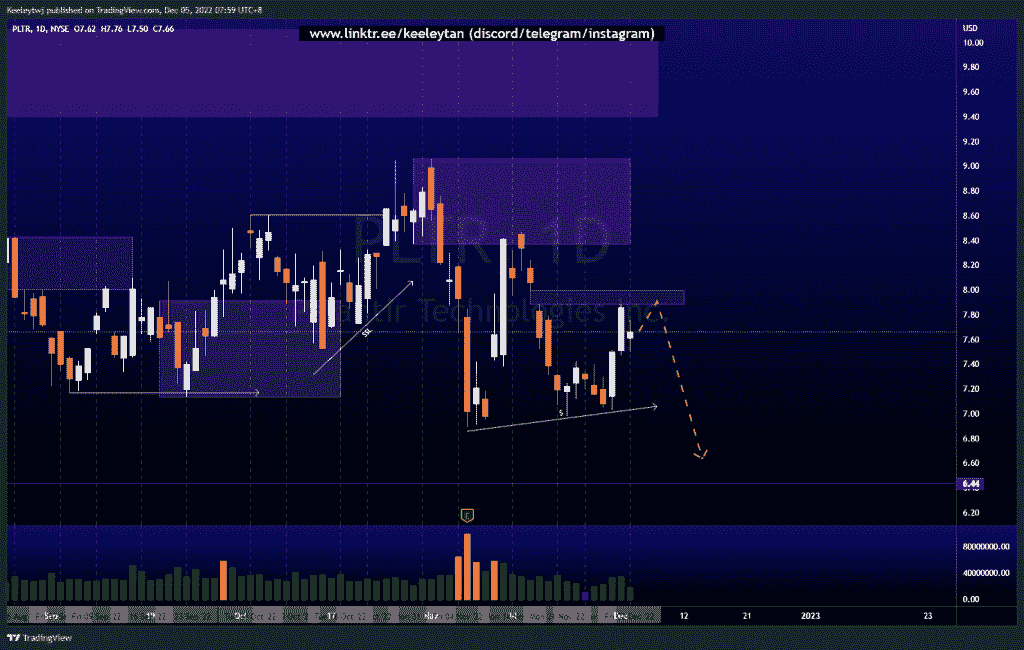 Keeleytwj published on TradingView.com, Dec 05, 2022 07:59 UTC+8
PLTR, 1D, NYSE O7.62 H7.76 L7.50 C7.66
www.linktr.ee/keeleytan (discord/telegram/instagram)
USD
10.00
9.80
9.60
9.40
9.20
9.00
8.80
8.60
8.40
8.20
8.00
7.80
7.60
7.40
7.20
7.00
6.80
6.60
6.44
6.20
PLTR, 1D
Technologies Inc.
$
E
80000000.00
40000000.00
0.00
Sep 19 Oct 17 Nov 14 Dec 12 21 2023 23
TradingView